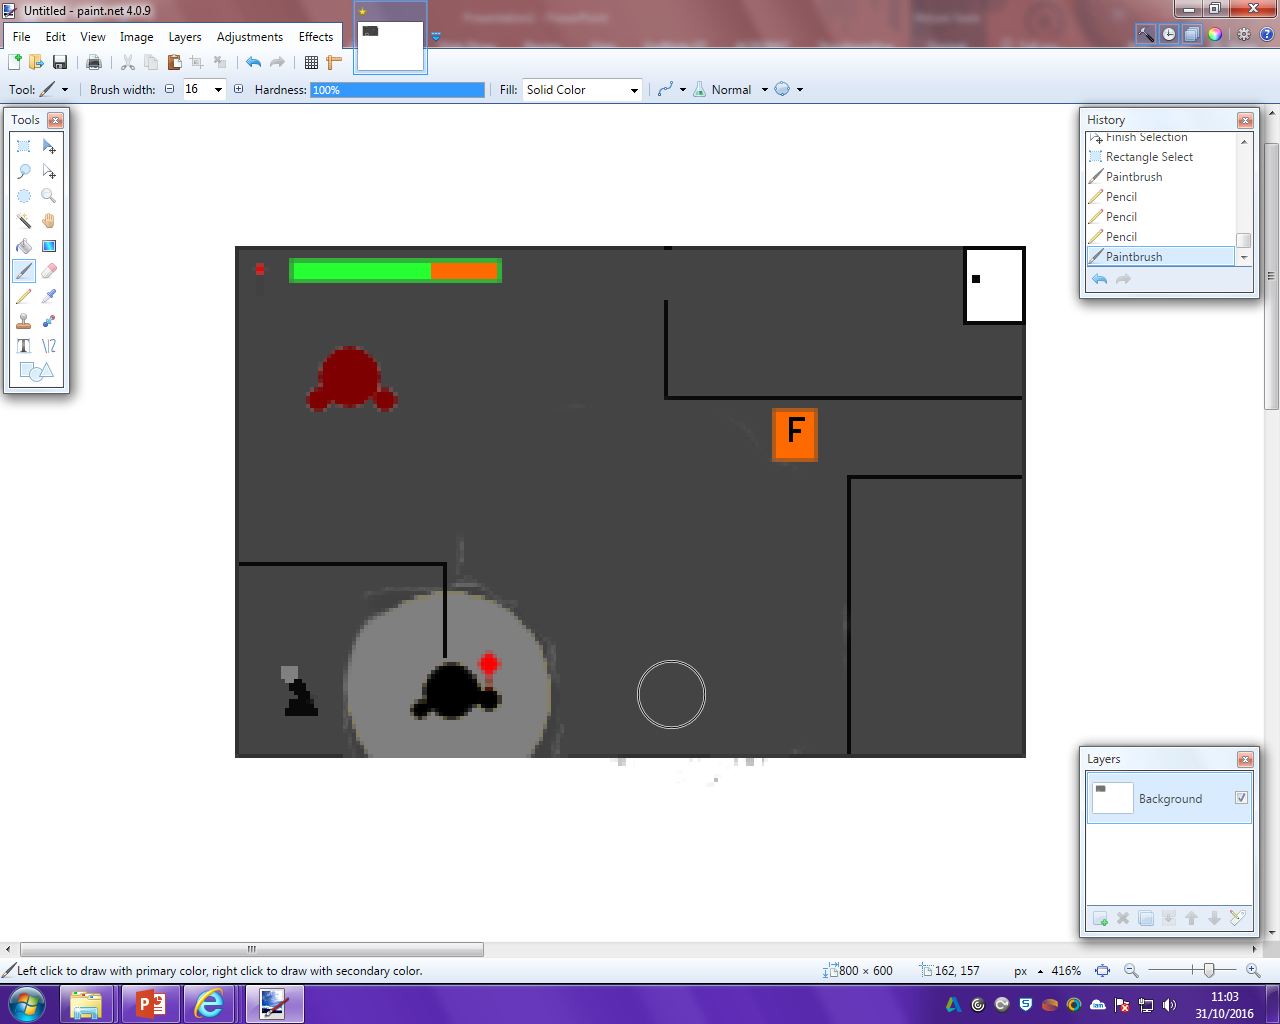 Untitled - paint.net 4.0.9
File Edit View Image Layers Adjustments Effects
Tool: Brush width: 16 Hardness: 100% Fill: Solid Color Normal
Tools
History
Finish Selection
Rectangle Select
Paintbrush
Pencil
Pencil
Pencil
Paintbrush
F
Layers
Background
Left click to draw with primary color, right click to draw with secondary color.
800 × 600
162, 157
px
416%
11:03
31/10/2016